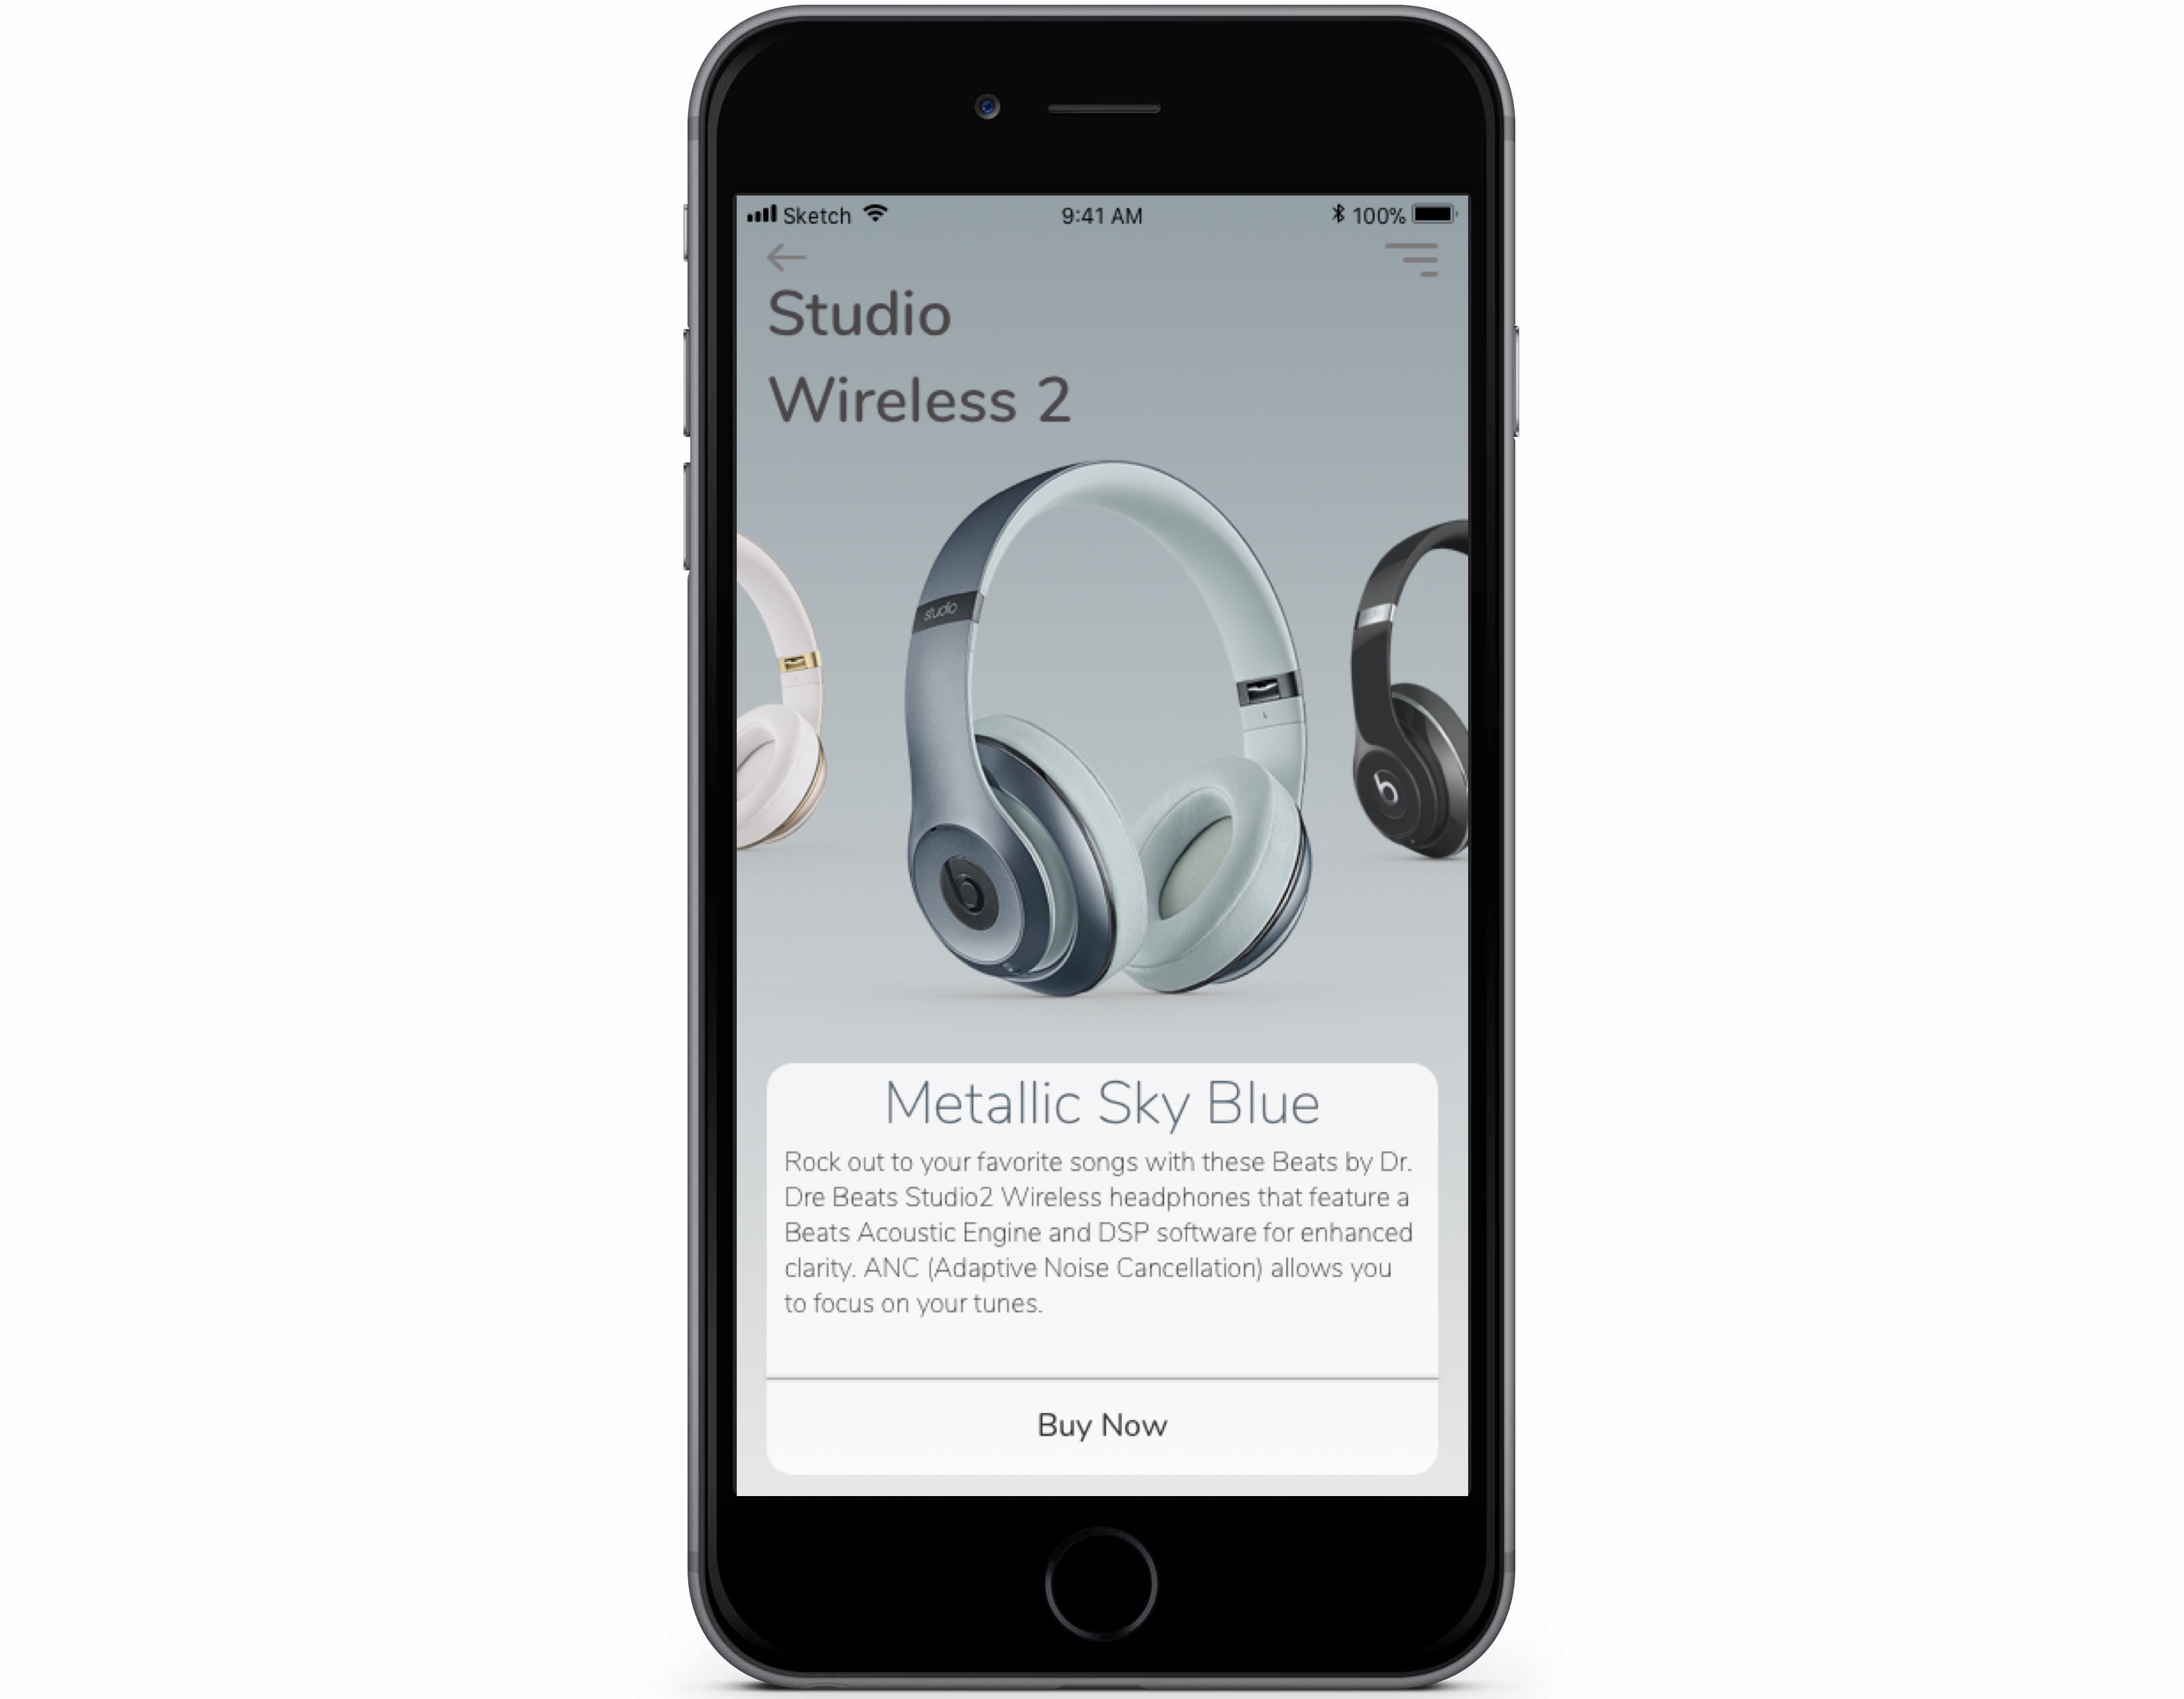 Sketch 9:41 AM 100%
Studio
Wireless 2
studio
Metallic Sky Blue
Rock out to your favorite songs with these Beats by Dr.
Dre Beats Studio2 Wireless headphones that feature a
Beats Acoustic Engine and DSP software for enhanced
clarity. ANC (Adaptive Noise Cancellation) allows you
to focus on your tunes.
Buy Now